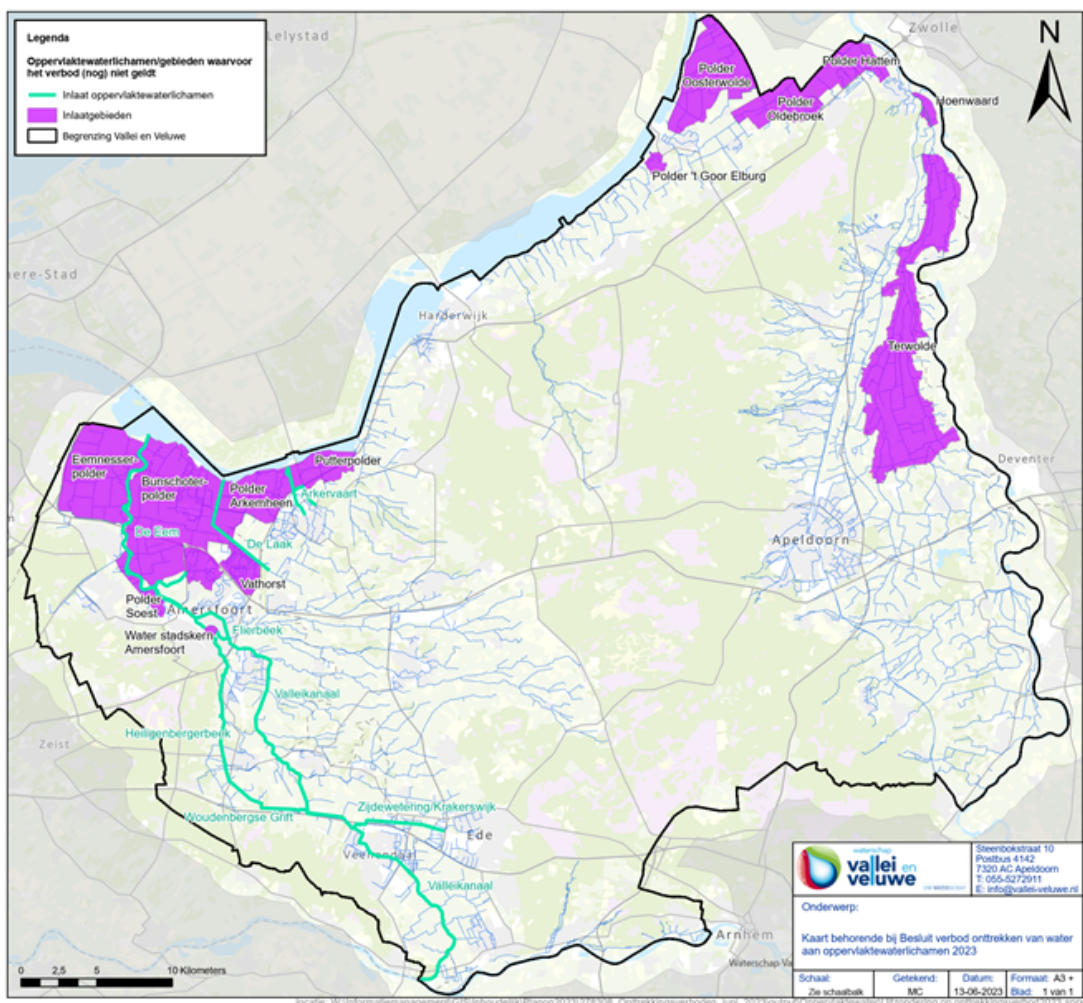 Legenda
Oppervlaktewaterlichamen/gebieden waarvoor
het verbod (nog) niet geldt
Inlaat oppervlaktewaterlichamen
Inlaatgebieden
Begrenzing Vallei en Veluwe
Lelystad
Zwolle
N
Polder
Oosterwolde
Polder Hattem
Polder
Oldebroek
Hoenwaard
Polder 't Goor Elburg
ere-Stad
Harderwijk
Terwolde
Deventer
Eemnesser-
polder
Bunschoter-
polder
Putterpolder
Polder
Arkemheen
Arkervaart
De Eem
De Laak
Apeldoorn
Vathorst
Polder
Soest
Amersfoort
Water stadskern
Amersfoort
Flierbeek
Valleikanaal
Heiligenbergerbeek
Zeist
Zijdewetering/Krakerswijk
Woudenbergse Grift
Ede
Veenendaal
Valleikanaal
Arnhem
Waterschap Va
waterschap
vallei en
veluwe
Steenbokstraat 10
Postbus 4142
7320 AC Apeldoorn
T: 055-5272911
E: info@vallei-veluwe.nl
Onderwerp:
Kaart behorende bij Besluit verbod onttrekken van water
aan oppervlaktewaterlichamen 2023
Schaal: Getekend: Datum: Formaat: A3 +
Zie schaalbalk MC 13-06-2023 Blad: 1 van 1
0 2,5 5 10 Kilometers